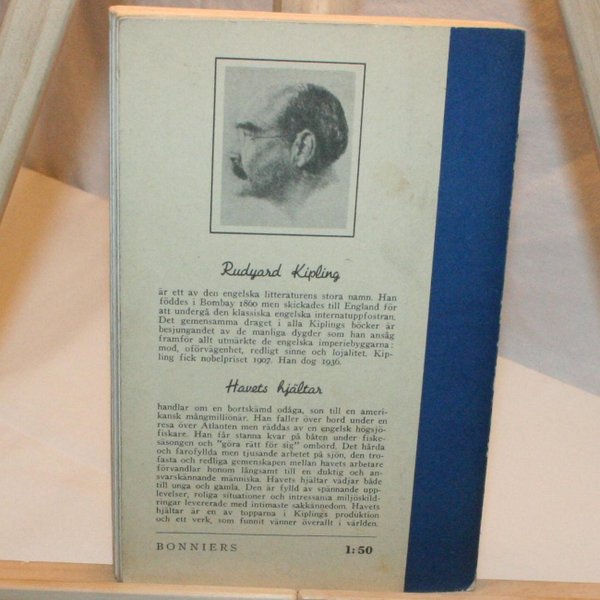 Rudyard Kipling
är ett av den engelska litteraturens stora namn. Han
föddes i Bombay 1860 men skickades till England för
att undergå den klassiska engelska internatuppfostran.
Det gemensamma draget i alla Kiplings böcker är
besjungandet av de manliga dygder som han ansåg
framför allt utmärkte de engelska imperiebyggarna:
mod, oförvägenhet, redligt sinne och lojalitet. Kip-
ling fick nobelpriset 1907. Han dog 1936.
Havets hjältar
handlar om en bortskämd odåga, son till en ameri-
kansk mångmiljonär. Han faller över bord under en
resa över Atlanten men räddas av en engelsk högsjö-
fiskare. Han får stanna kvar på båten under fiske-
säsongen och "göra rätt för sig" ombord. Det hårda
och farofyllda men tjusande arbetet på sjön, den tro-
fasta och redliga gemenskapen mellan havets arbetare
förvandlar honom långsamt till en duktig och an-
svarskännande människa. Havets hjältar vädjar både
till unga och gamla. Den är fylld av spännande upp-
levelser, roliga situationer och intressanta miljöskild-
ringar levererade med intimaste sakkännedom. Havets
hjältar är en av topparna i Kiplings produktion
och ett verk, som funnit vänner överallt i världen.
BONNIERS 1:50